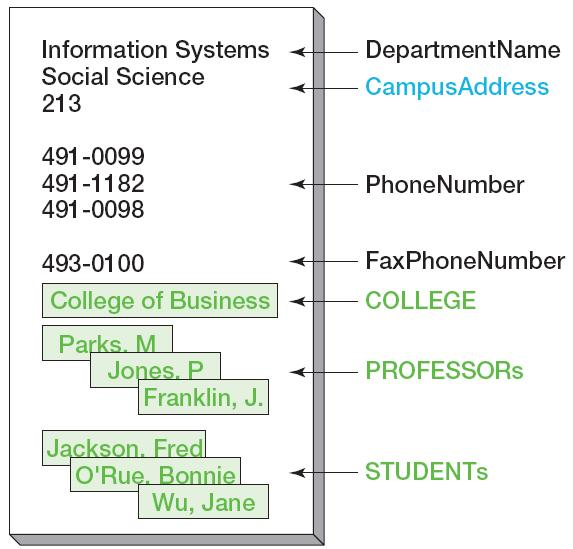 Information Systems DepartmentName
Social Science CampusAddress
213
491-0099
491-1182 PhoneNumber
491-0098
493-0100 FaxPhoneNumber
College of Business COLLEGE
Parks, M
Jones, P PROFESSORs
Franklin, J.
Jackson, Fred
O'Rue, Bonnie STUDENTs
Wu, Jane